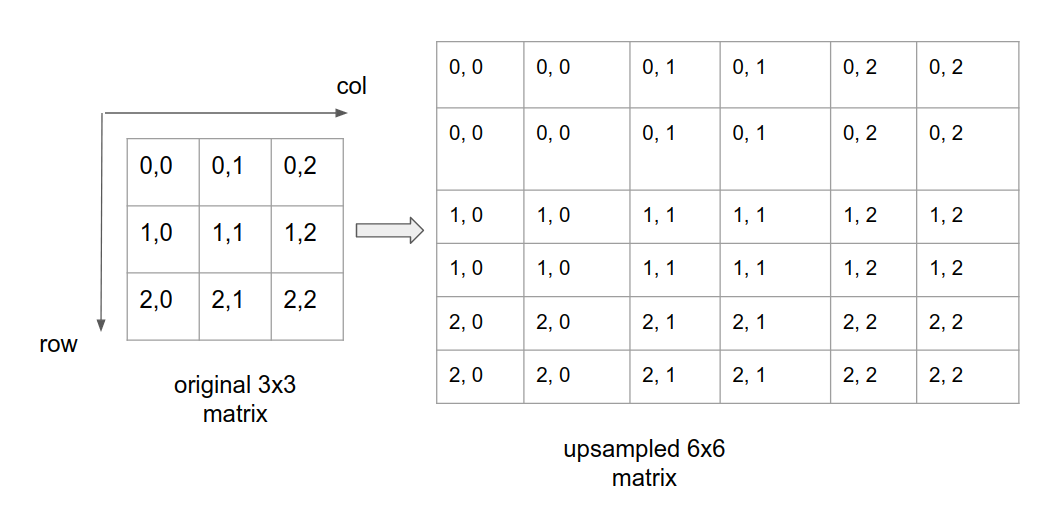 col
0,0 0,1 0,2
1,0 1,1 1,2
2,0 2,1 2,2
row
original 3x3
matrix
0, 0 0, 0 0, 1 0, 1 0, 2 0, 2
0, 0 0, 0 0, 1 0, 1 0, 2 0, 2
1, 0 1, 0 1, 1 1, 1 1, 2 1, 2
1, 0 1, 0 1, 1 1, 1 1, 2 1, 2
2, 0 2, 0 2, 1 2, 1 2, 2 2, 2
2, 0 2, 0 2, 1 2, 1 2, 2 2, 2
upsampled 6x6
matrix